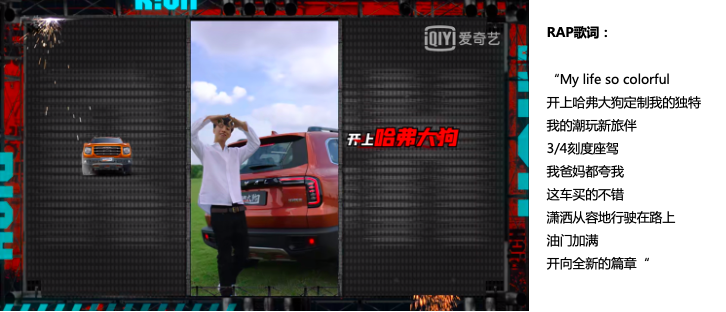 R!CH
iQIYI 爱奇艺
开上哈弗大狗
RAP歌词：
“My life so colorful
开上哈弗大狗定制我的独特
我的潮玩新旅伴
3/4刻度座驾
我爸妈都夸我
这车买的不错
潇洒从容地行驶在路上
油门加满
开向全新的篇章“